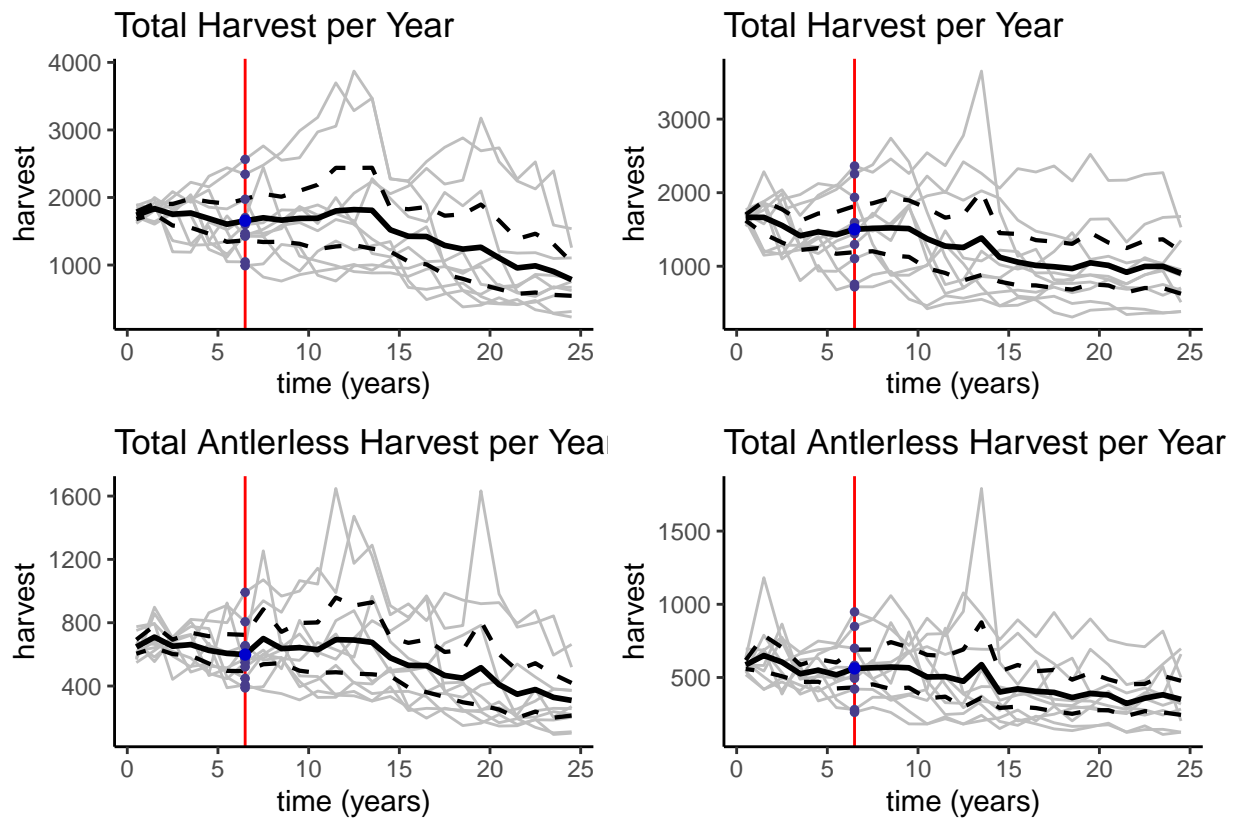 Total Harvest per Year
4000
3000
2000
1000
harvest
0 5 10 15 20 25
time (years)
Total Harvest per Year
3000
2000
1000
harvest
0 5 10 15 20 25
time (years)
Total Antlerless Harvest per Year
1600
1200
800
400
harvest
0 5 10 15 20 25
time (years)
Total Antlerless Harvest per Year
1500
1000
500
harvest
0 5 10 15 20 25
time (years)